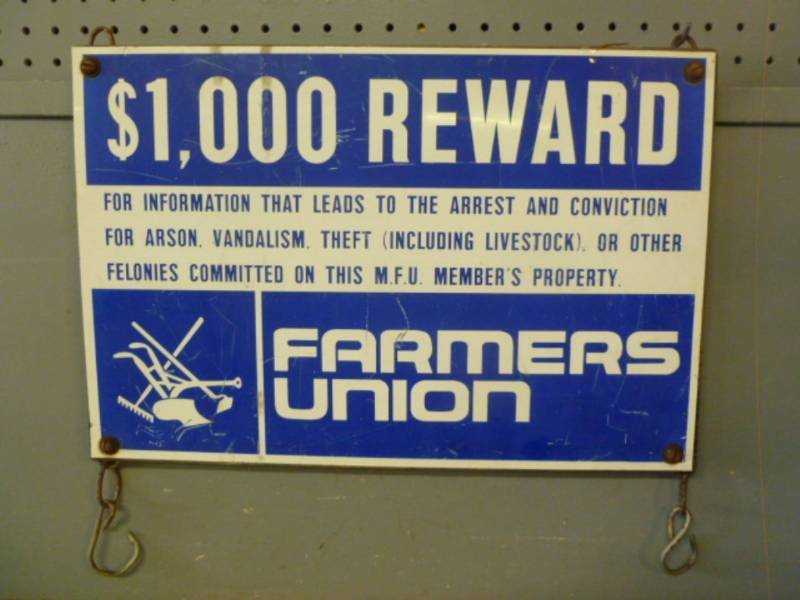 $1,000 REWARD
FOR INFORMATION THAT LEADS TO THE ARREST AND CONVICTION
FOR ARSON, VANDALISM, THEFT (INCLUDING LIVESTOCK), OR OTHER
FELONIES COMMITTED ON THIS M.F.U. MEMBER'S PROPERTY.
FARMERS
UNION